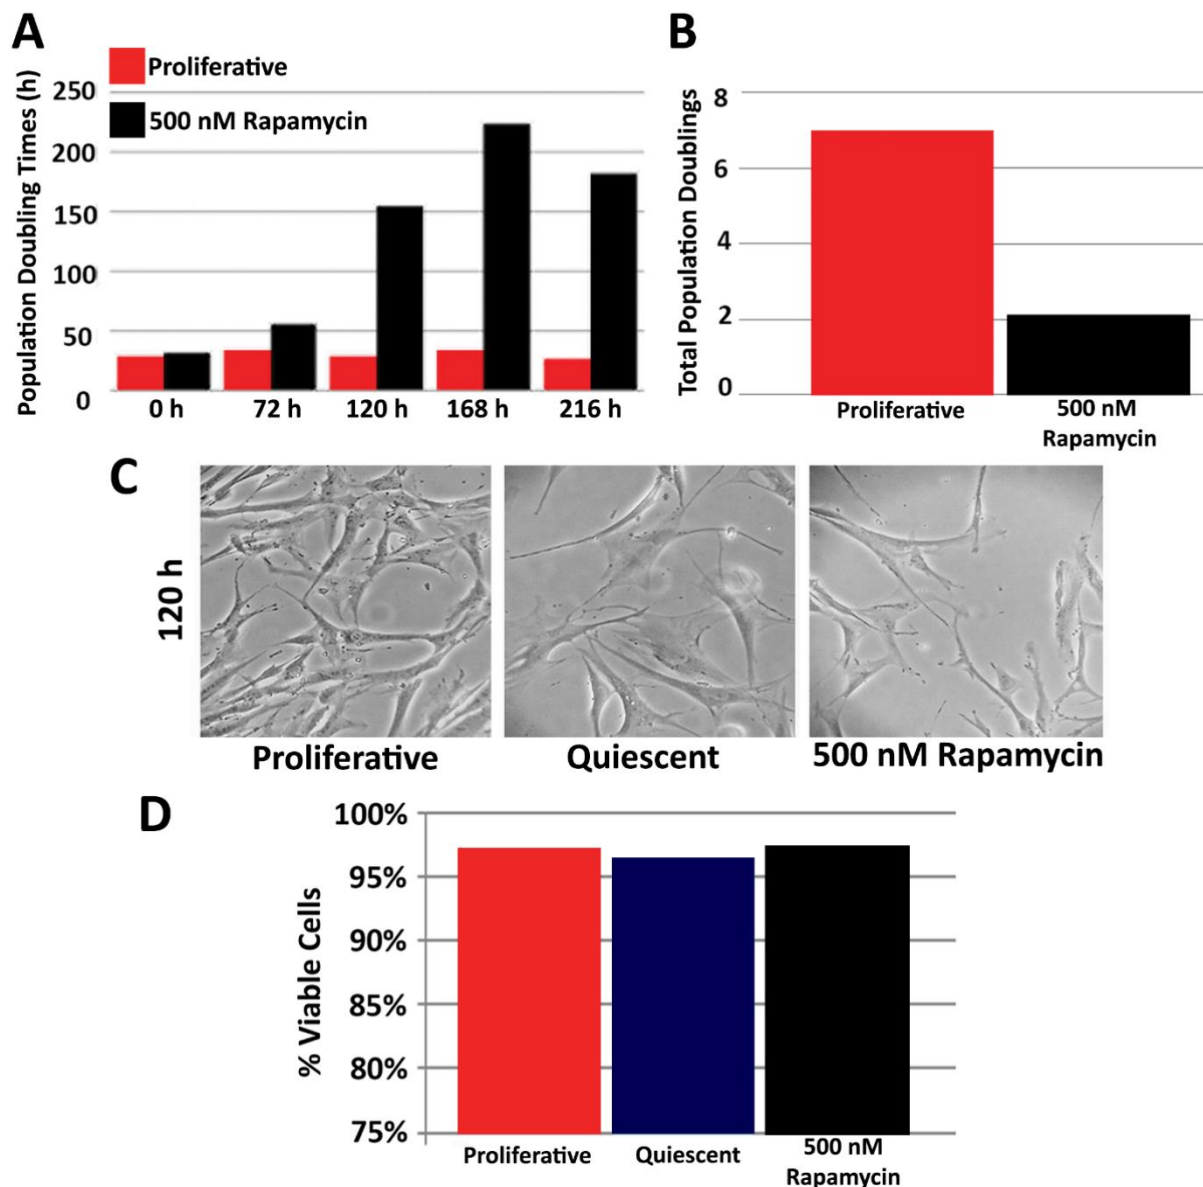 A
B
Proliferative
500 nM Rapamycin
Population Doubling Times (h)
250
200
150
100
50
0
0 h
72 h
120 h
168 h
216 h
Total Population Doublings
8
6
4
2
0
Proliferative
500 nM
Rapamycin
C
120 h
Proliferative
Quiescent
500 nM Rapamycin
D
% Viable Cells
100%
95%
90%
85%
80%
75%
Proliferative
Quiescent
500 nM
Rapamycin